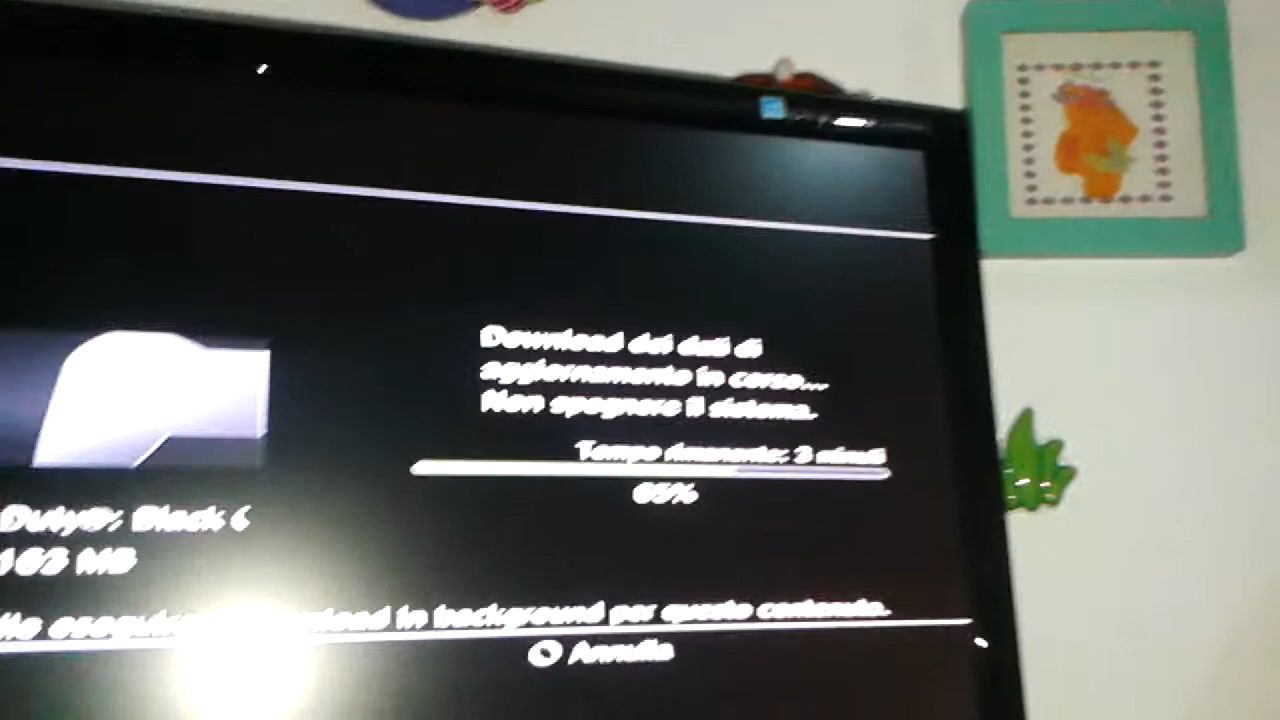 Download dei dati di
aggiornamento in corso...
Non spegnere il sistema.
Tempo rimanente: 3 minuti
65%
Duty®: Black
163 MB
eseguire download in background per questo contenuto.
Annulla